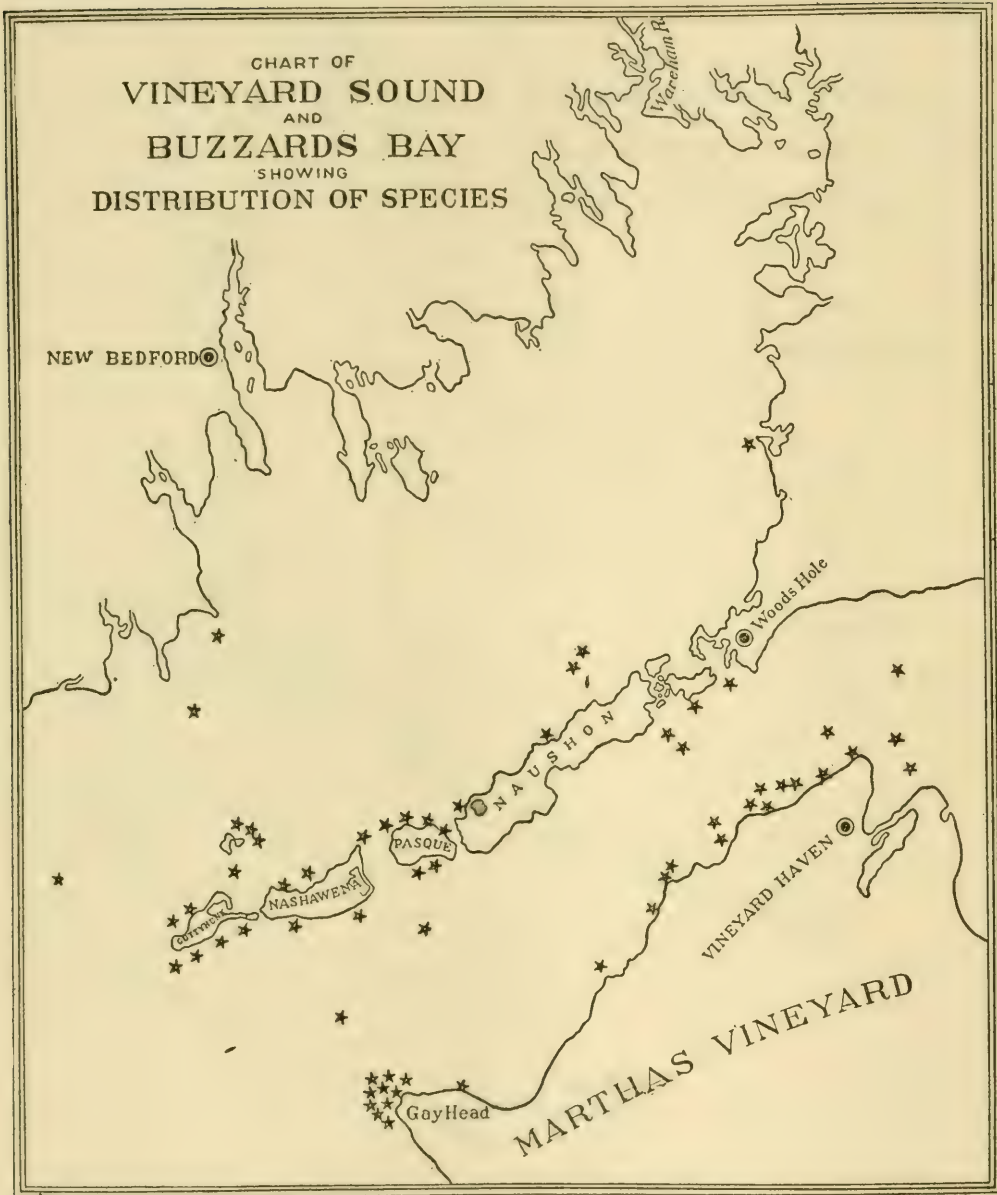 CHART OF
VINEYARD SOUND
AND
BUZZARDS BAY
SHOWING
DISTRIBUTION OF SPECIES
Wareham R.
NEW BEDFORD
Woods Hole
NAUSHON
PASQUE
NASHAWENA
CUTTYHUNK
VINEYARD HAVEN
MARTHAS VINEYARD
Gay Head